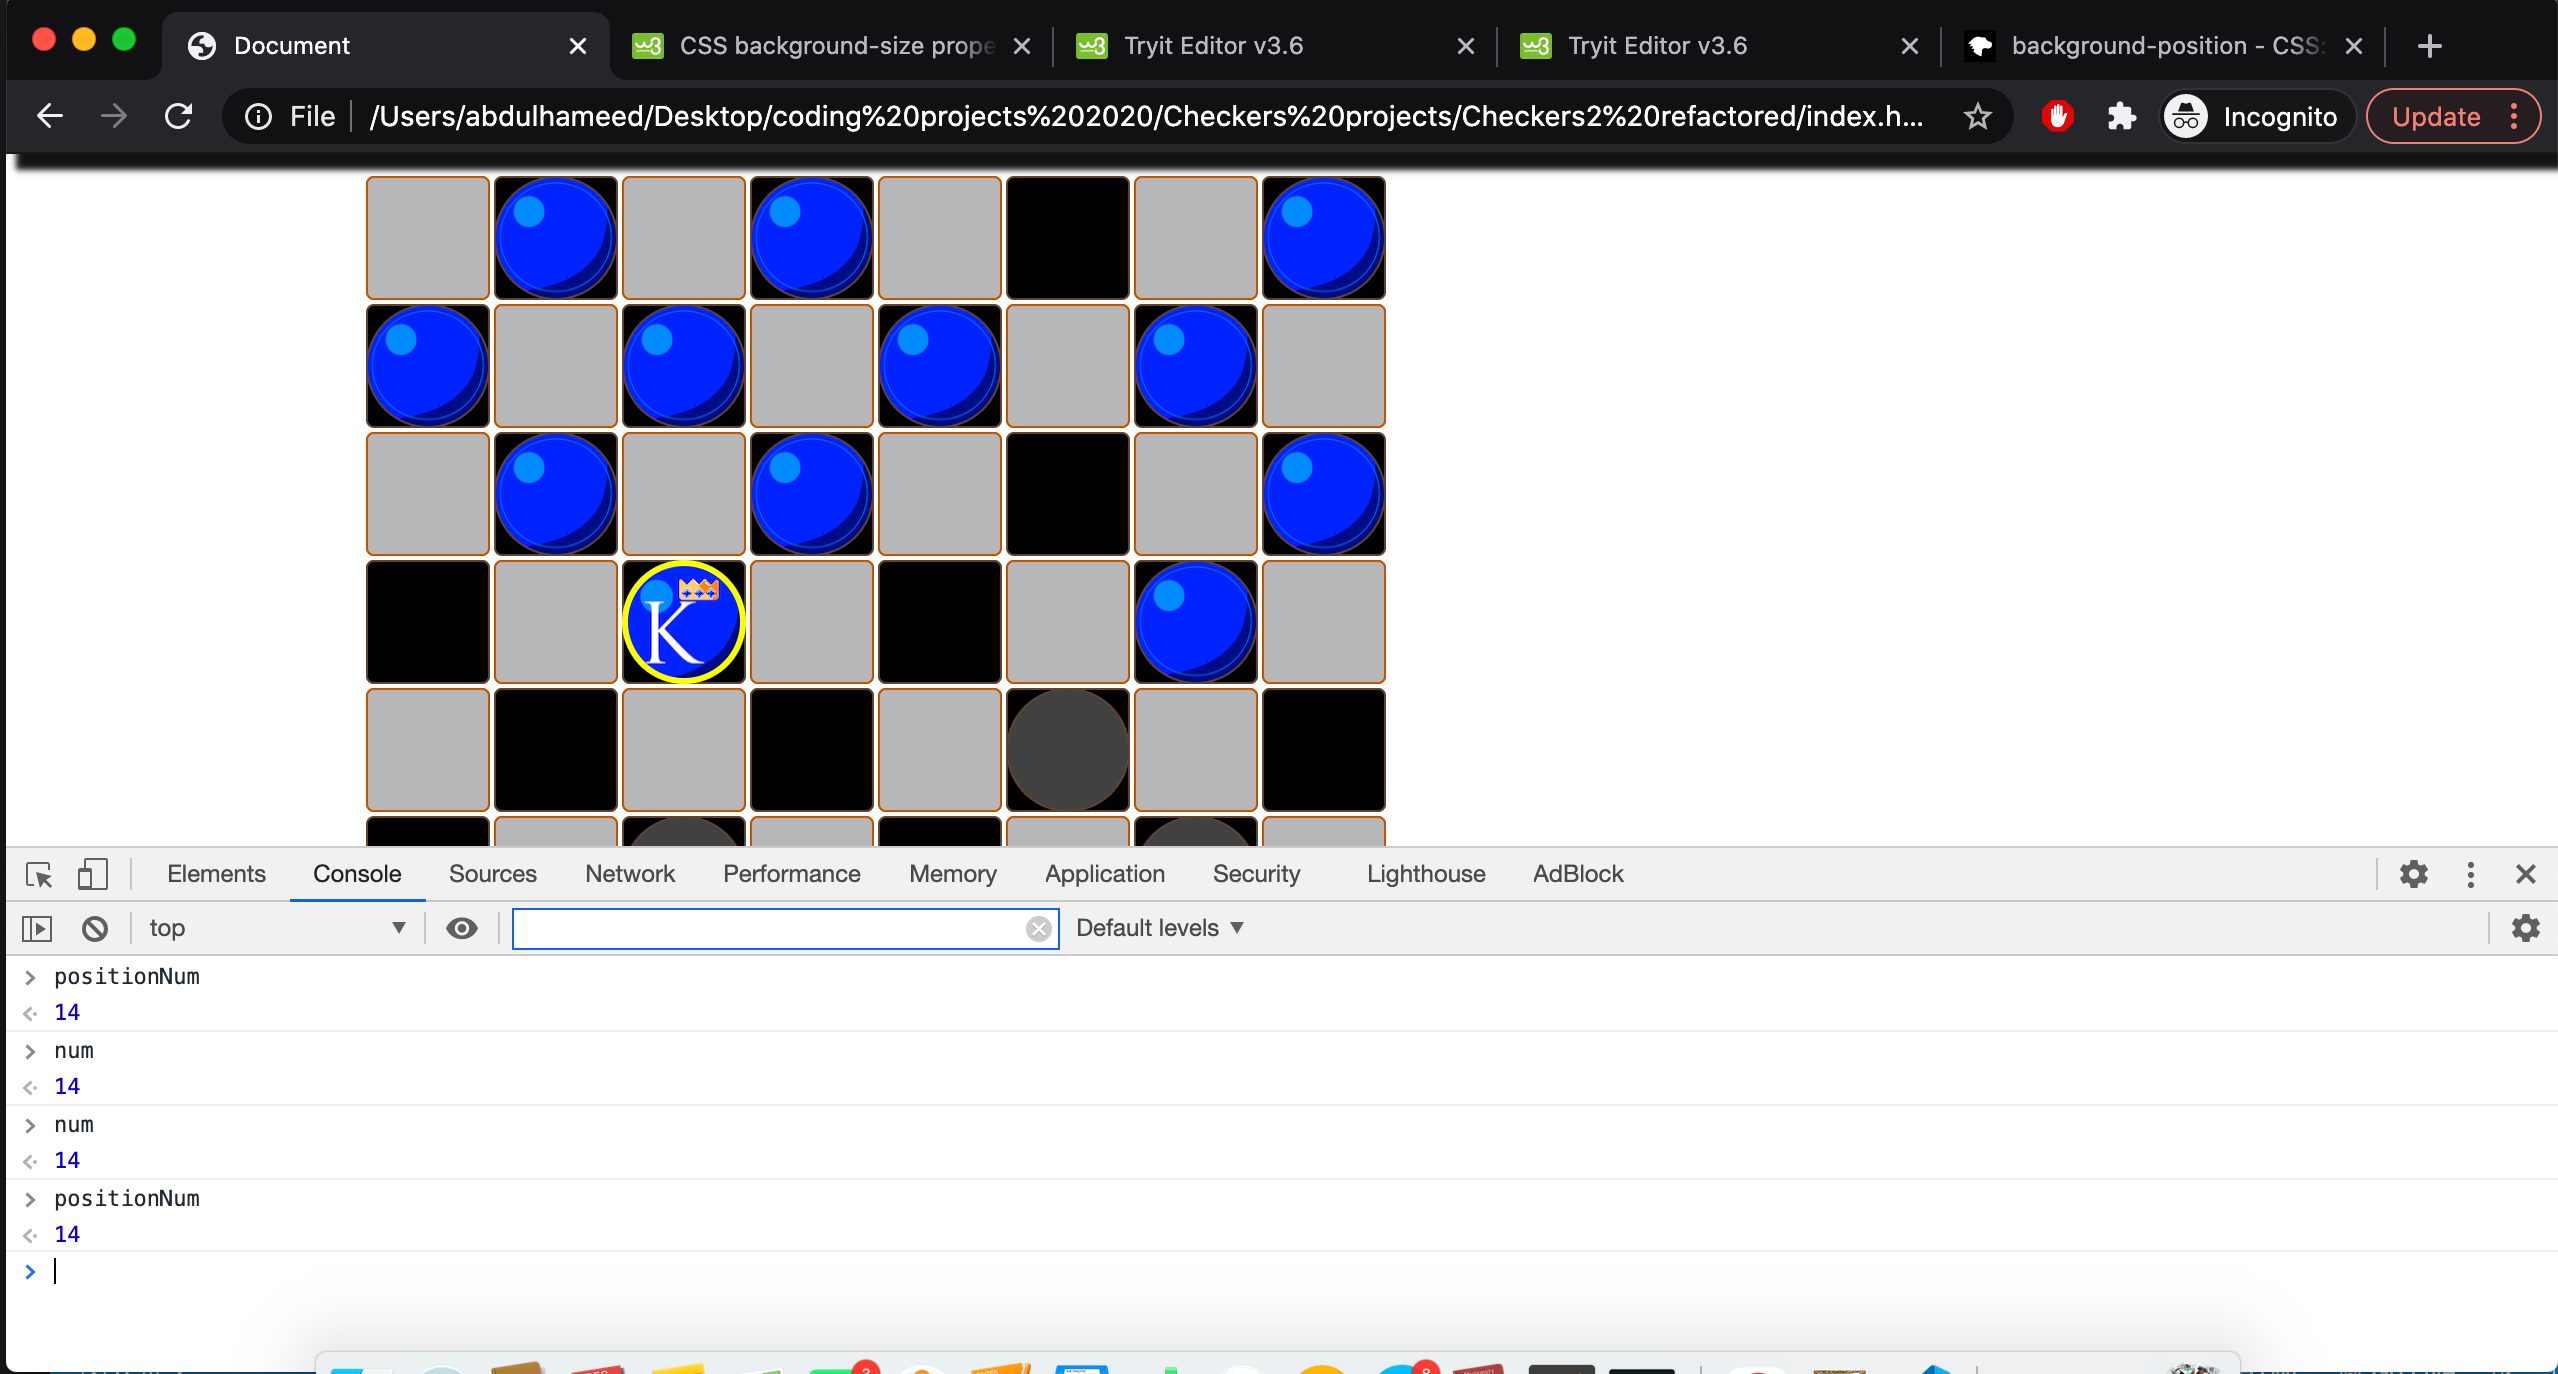 Document
CSS background-size prope
Tryit Editor v3.6
Tryit Editor v3.6
background-position - CSS:
File /Users/abdulhameed/Desktop/coding%20projects%202020/Checkers%20projects/Checkers2%20refactored/index.h...
Incognito
Update
K
Elements Console Sources Network Performance Memory Application Security Lighthouse AdBlock
top
Default levels
positionNum
14
num
14
num
14
positionNum
14